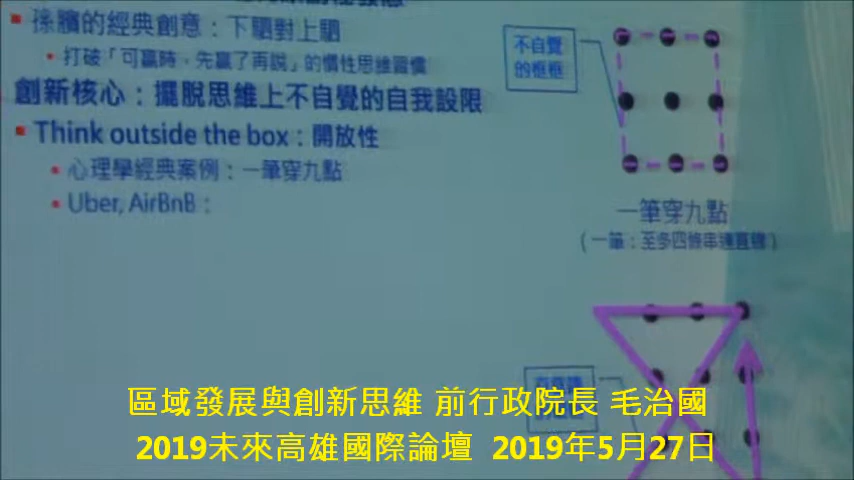 孫臏的經典創意：下駟對上駟
打破「可贏時，先贏了再說」的慣性思維習慣
創新核心：擺脫思維上不自覺的自我設限
Think outside the box：開放性
心理學經典案例：一筆穿九點
Uber, AirBnB：
不自覺
的框框
一筆穿九點
（一筆：至多四條串連直線）
區域發展與創新思維 前行政院長 毛治國
2019未來高雄國際論壇 2019年5月27日